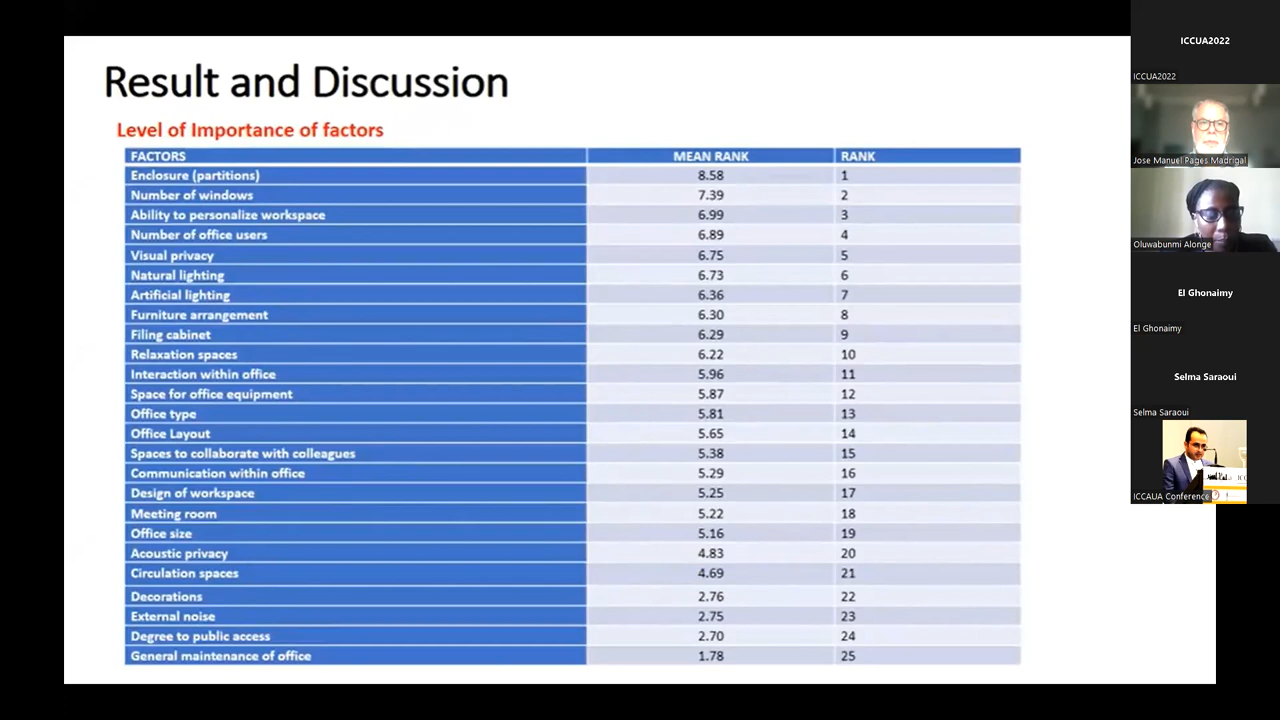 Result and Discussion
Level of Importance of factors
FACTORS MEAN RANK RANK
Enclosure (partitions) 8.58 1
Number of windows 7.39 2
Ability to personalize workspace 6.99 3
Number of office users 6.89 4
Visual privacy 6.75 5
Natural lighting 6.73 6
Artificial lighting 6.36 7
Furniture arrangement 6.30 8
Filing cabinet 6.29 9
Relaxation spaces 6.22 10
Interaction within office 5.96 11
Space for office equipment 5.87 12
Office type 5.81 13
Office Layout 5.65 14
Spaces to collaborate with colleagues 5.38 15
Communication within office 5.29 16
Design of workspace 5.25 17
Meeting room 5.22 18
Office size 5.16 19
Acoustic privacy 4.83 20
Circulation spaces 4.69 21
Decorations 2.76 22
External noise 2.75 23
Degree to public access 2.70 24
General maintenance of office 1.78 25
ICCUA2022
ICCUA2022
Jose Manuel Pages Madrigal
Oluwabunmi Alonge
El Ghonaimy
El Ghonaimy
Selma Saraoui
Selma Saraoui
ICCAUA Conference